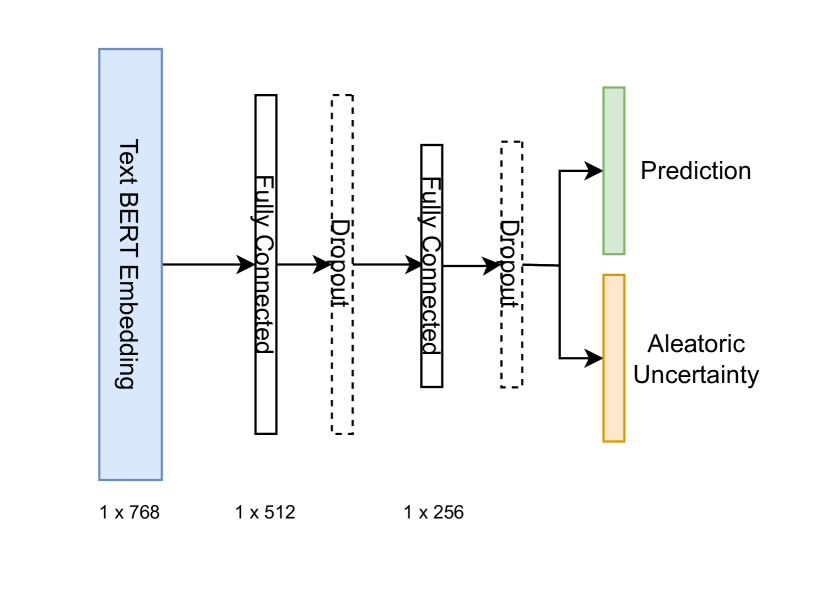 Text BERT Embedding
Fully Connected
Dropout
Fully Connected
Dropout
Prediction
Aleatoric
Uncertainty
1 x 768
1 x 512
1 x 256